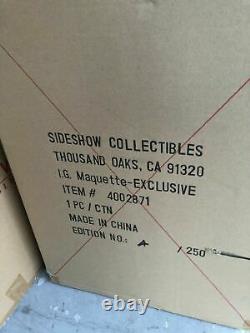 SIDESHOW COLLECTIBLES
THOUSAND OAKS, CA 91320
I.G. Maquette-EXCLUSIVE
ITEM # 4002871
1 PC / CTN
MADE IN CHINA
EDITION NO.: / 250